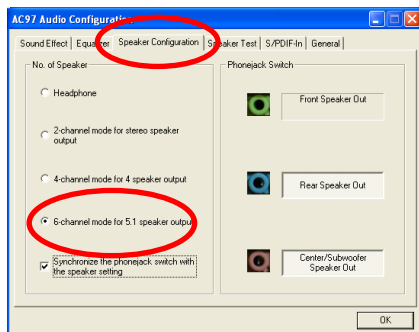 AC97 Audio Configuration
Sound Effect
Equalizer
Speaker Configuration
Speaker Test
S/PDIF-In
General
No. of Speaker
Headphone
2-channel mode for stereo speaker
output
4-channel mode for 4 speaker output
6-channel mode for 5.1 speaker output
Synchronize the phonejack switch with
the speaker setting
Phonejack Switch
Front Speaker Out
Rear Speaker Out
Center/Subwoofer
Speaker Out
OK